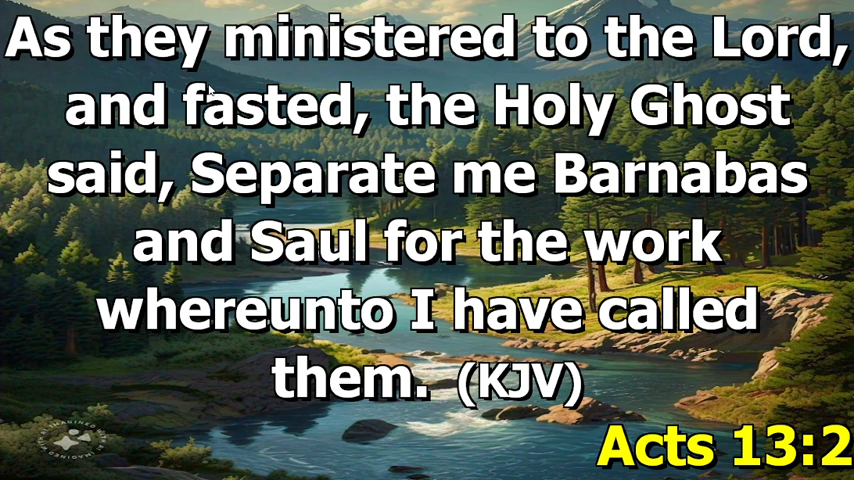 As they ministered to the Lord,
and fasted, the Holy Ghost
said, Separate me Barnabas
and Saul for the work
whereunto I have called
them. (KJV)
Acts 13:2